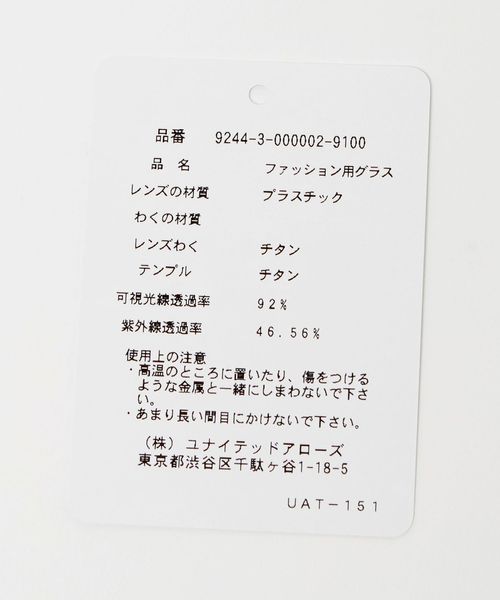 品番 9244-3-000002-9100
品 名 ファッション用グラス
レンズの材質 プラスチック
わくの材質
レンズわく チタン
テンプル チタン
可視光線透過率 92%
紫外線透過率 46.56%
使用上の注意
・高温のところに置いたり、傷をつける
ような金属と一緒にしまわないで下さ
い。
・あまり長い間目にかけないで下さい。
(株) ユナイテッドアローズ
東京都渋谷区千駄ヶ谷1-18-5
UAT-151